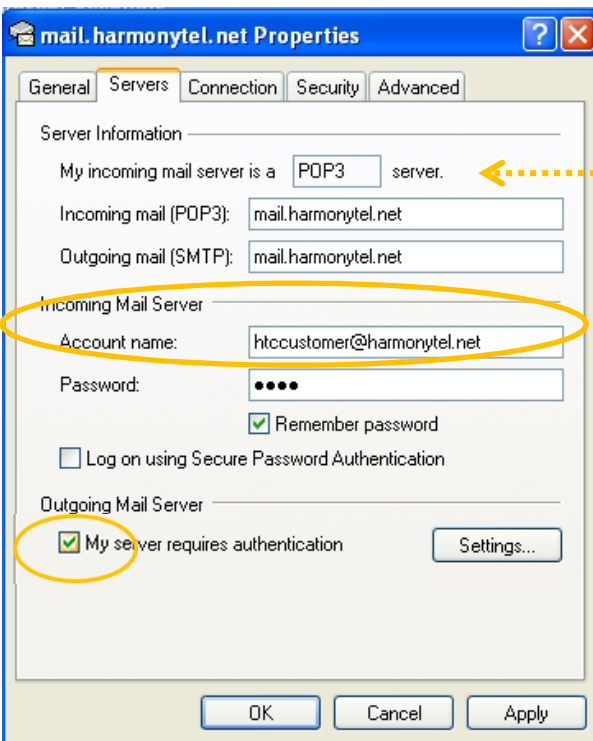 mail.harmonytel.net Properties
General Servers Connection Security Advanced
Server Information
My incoming mail server is a POP3 server.
Incoming mail (POP3): mail.harmonytel.net
Outgoing mail (SMTP): mail.harmonytel.net
Incoming Mail Server
Account name: htccustomer@harmonytel.net
Password: ●●●●
Remember password
Log on using Secure Password Authentication
Outgoing Mail Server
My server requires authentication Settings...
OK Cancel Apply